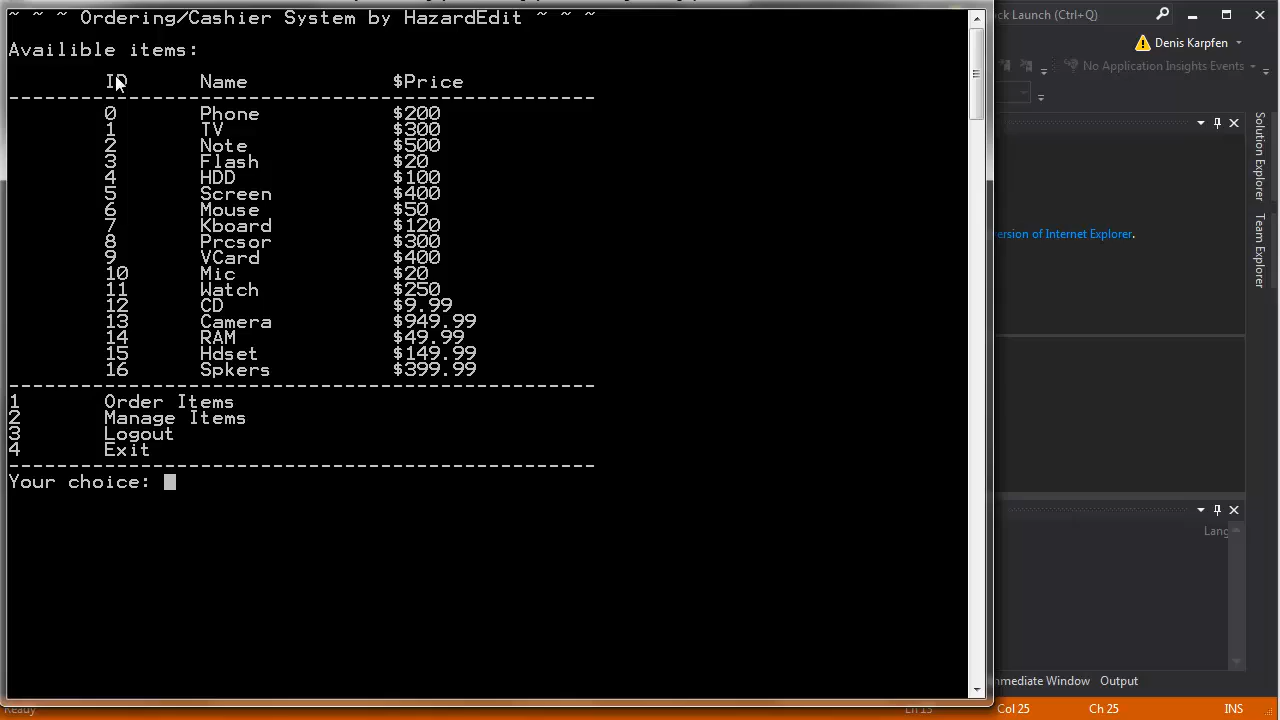 ~ ~ ~ Ordering/Cashier System by HazardEdit ~ ~ ~
ck Launch (Ctrl+Q)
Availible items:
Denis Karpfen
No Application Insights Events
ID Name $Price
0 Phone $200
1 TV $300
2 Note $500
3 Flash $20
4 HDD $100
5 Screen $400
6 Mouse $50
7 Kboard $120
8 Prcsor $300
9 VCard $400
10 Mic $20
11 Watch $250
12 CD $9.99
13 Camera $949.99
14 RAM $49.99
15 Hdset $149.99
16 Spkers $399.99
1 Order Items
2 Manage Items
3 Logout
4 Exit
Your choice:
ersion of Internet Explorer.
Solution Explorer
Team Explorer
Lang
mmediate Window Output
Ready Ln 13 Col 25 Ch 25 INS